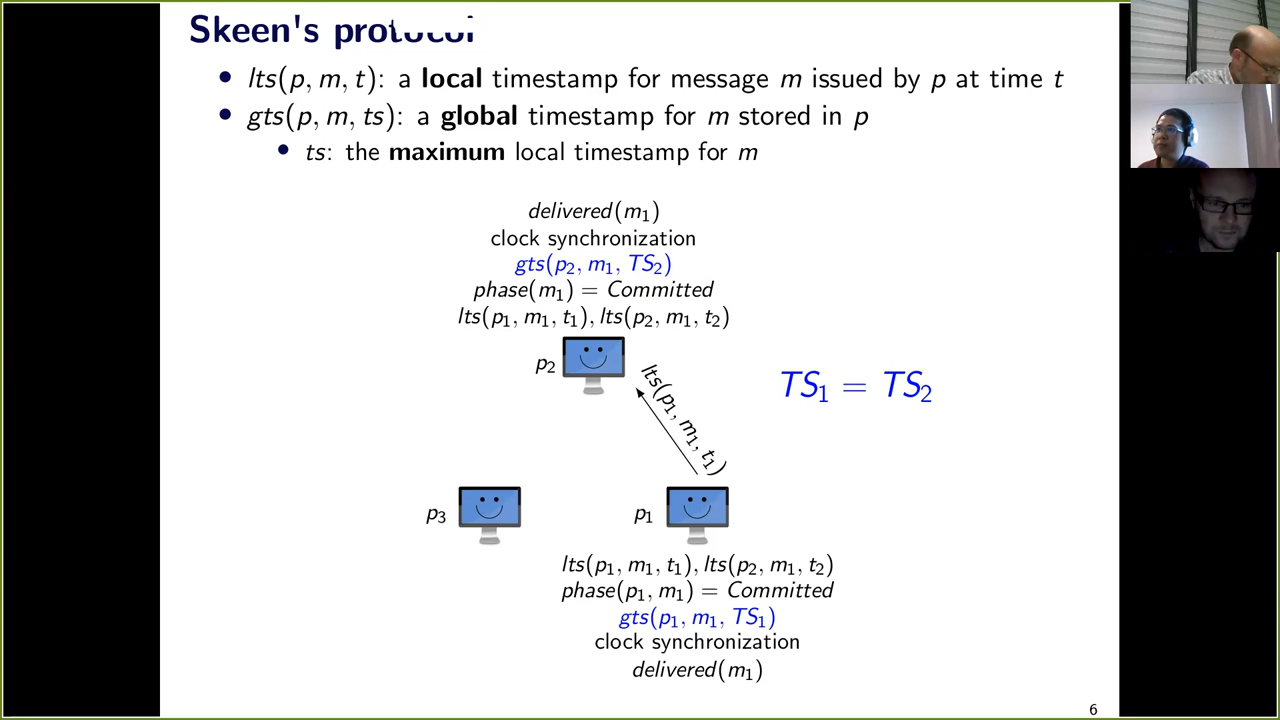 Skeen's protocol
• lts(p, m, t): a local timestamp for message m issued by p at time t
• gts(p, m, ts): a global timestamp for m stored in p
• ts: the maximum local timestamp for m
delivered(m₁)
clock synchronization
gts(p₂, m₁, TS₂)
phase(m₁) = Committed
lts(p₁, m₁, t₁), lts(p₂, m₁, t₂)
p₂
lts(p₁, m₁, t₁)
TS₁ = TS₂
p₃
p₁
lts(p₁, m₁, t₁), lts(p₂, m₁, t₂)
phase(p₁, m₁) = Committed
gts(p₁, m₁, TS₁)
clock synchronization
delivered(m₁)
6